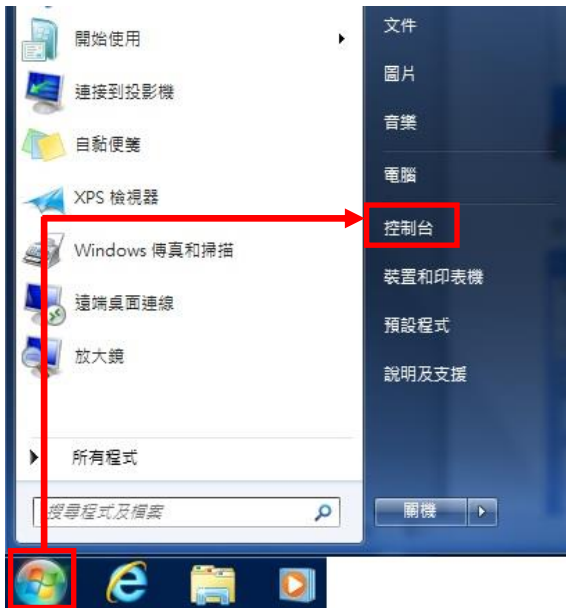 開始使用
連接到投影機
自黏便箋
XPS 檢視器
Windows 傳真和掃描
遠端桌面連線
放大鏡
所有程式
搜尋程式及檔案
文件
圖片
音樂
電腦
控制台
裝置和印表機
預設程式
說明及支援
關機